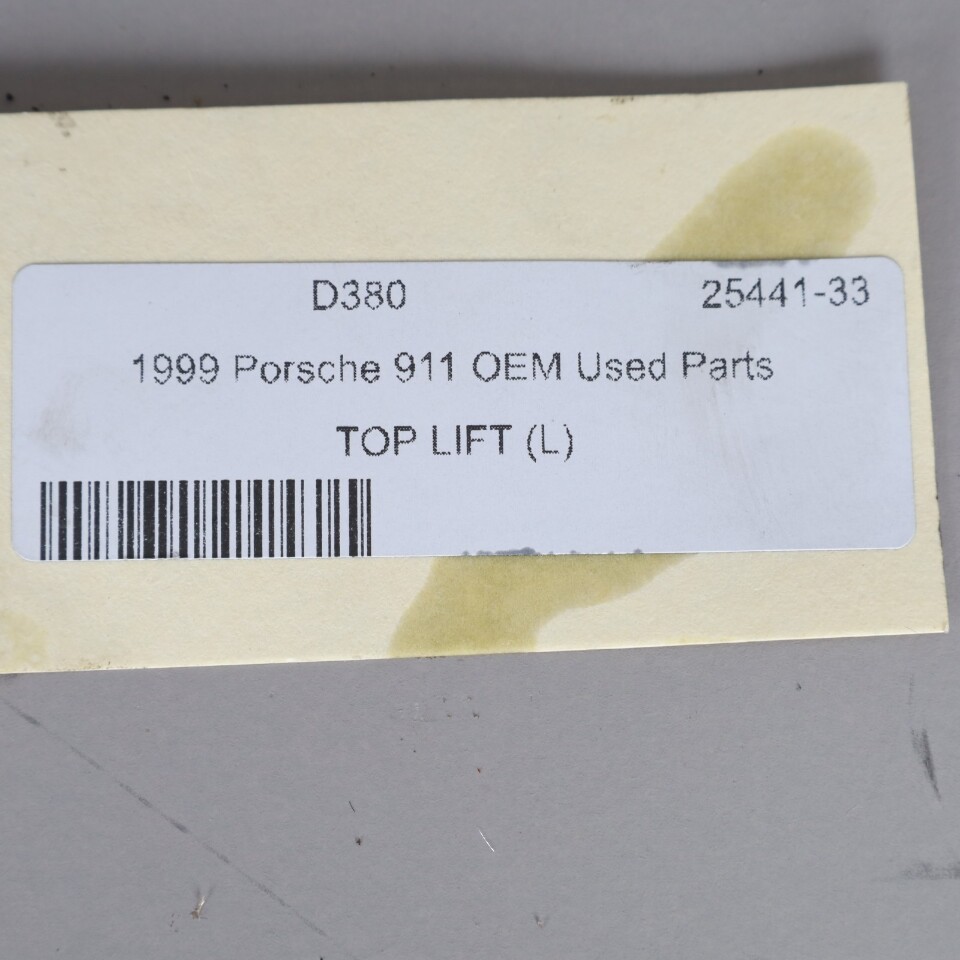 D380 25441-33
1999 Porsche 911 OEM Used Parts
TOP LIFT (L)